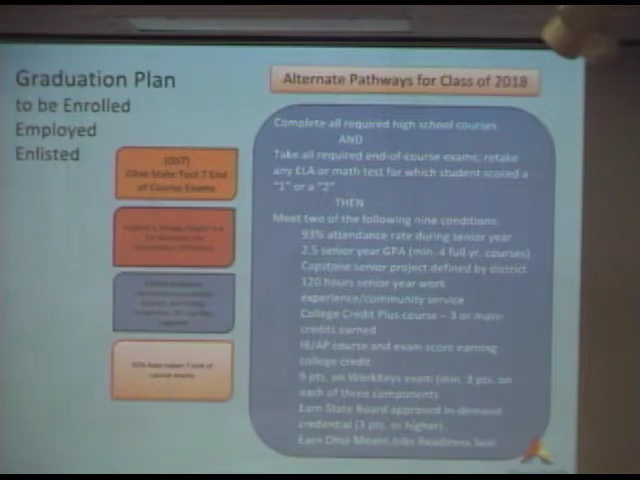 Graduation Plan
to be Enrolled
Employed
Enlisted
(OST)
Ohio State Test 7 End
of Course Exams
Alternate Pathways for Class of 2018
Complete all required high school courses
AND
Take all required end-of-course exams; retake
any ELA or math test for which student scored a
"1" or a "2"
THEN
Meet two of the following nine conditions:
93% attendance rate during senior year
2.5 senior year GPA (min. 4 full yr. courses)
Capstone senior project defined by district
120 hours senior year work
experience/community service
College Credit Plus course – 3 or more
credits earned
IB/AP course and exam score earning
college credit
9 pts. on WorkKeys exam (min. 3 pts. on
each of three components
Earn State Board approved in-demand
credential (3 pts. or higher)
Earn Ohio Means Jobs Readiness Seal